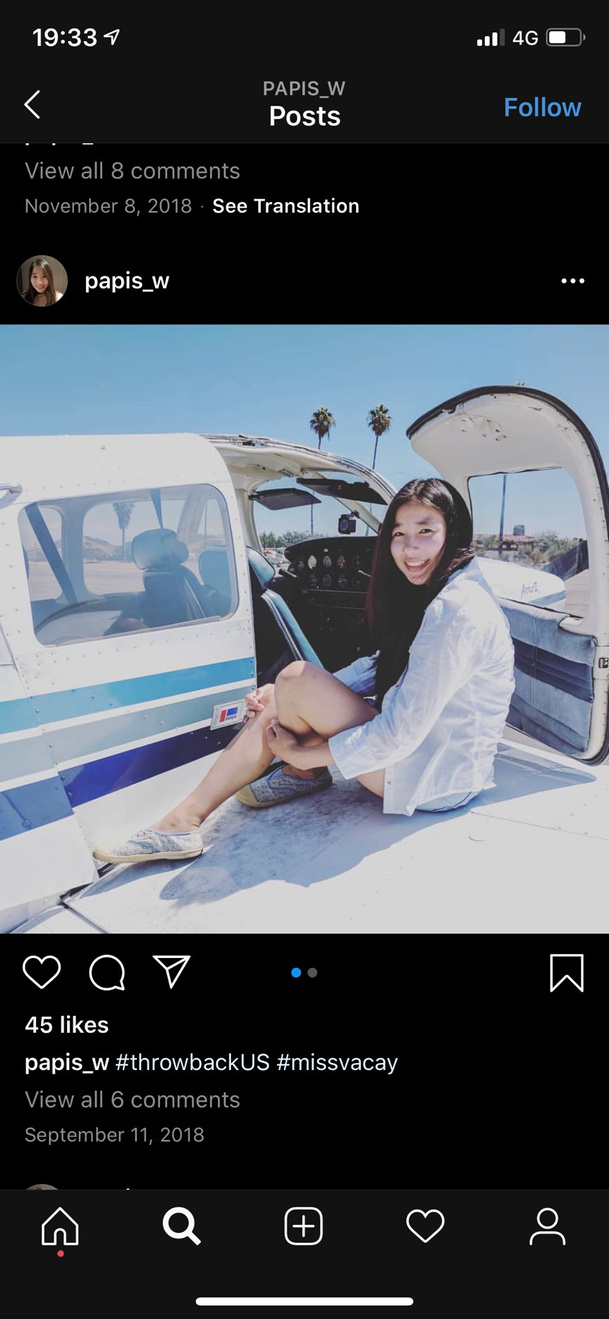 19:33
4G
PAPIS_W
Posts
Follow
View all 8 comments
November 8, 2018 · See Translation
papis_w
45 likes
papis_w #throwbackUS #missvacay
View all 6 comments
September 11, 2018